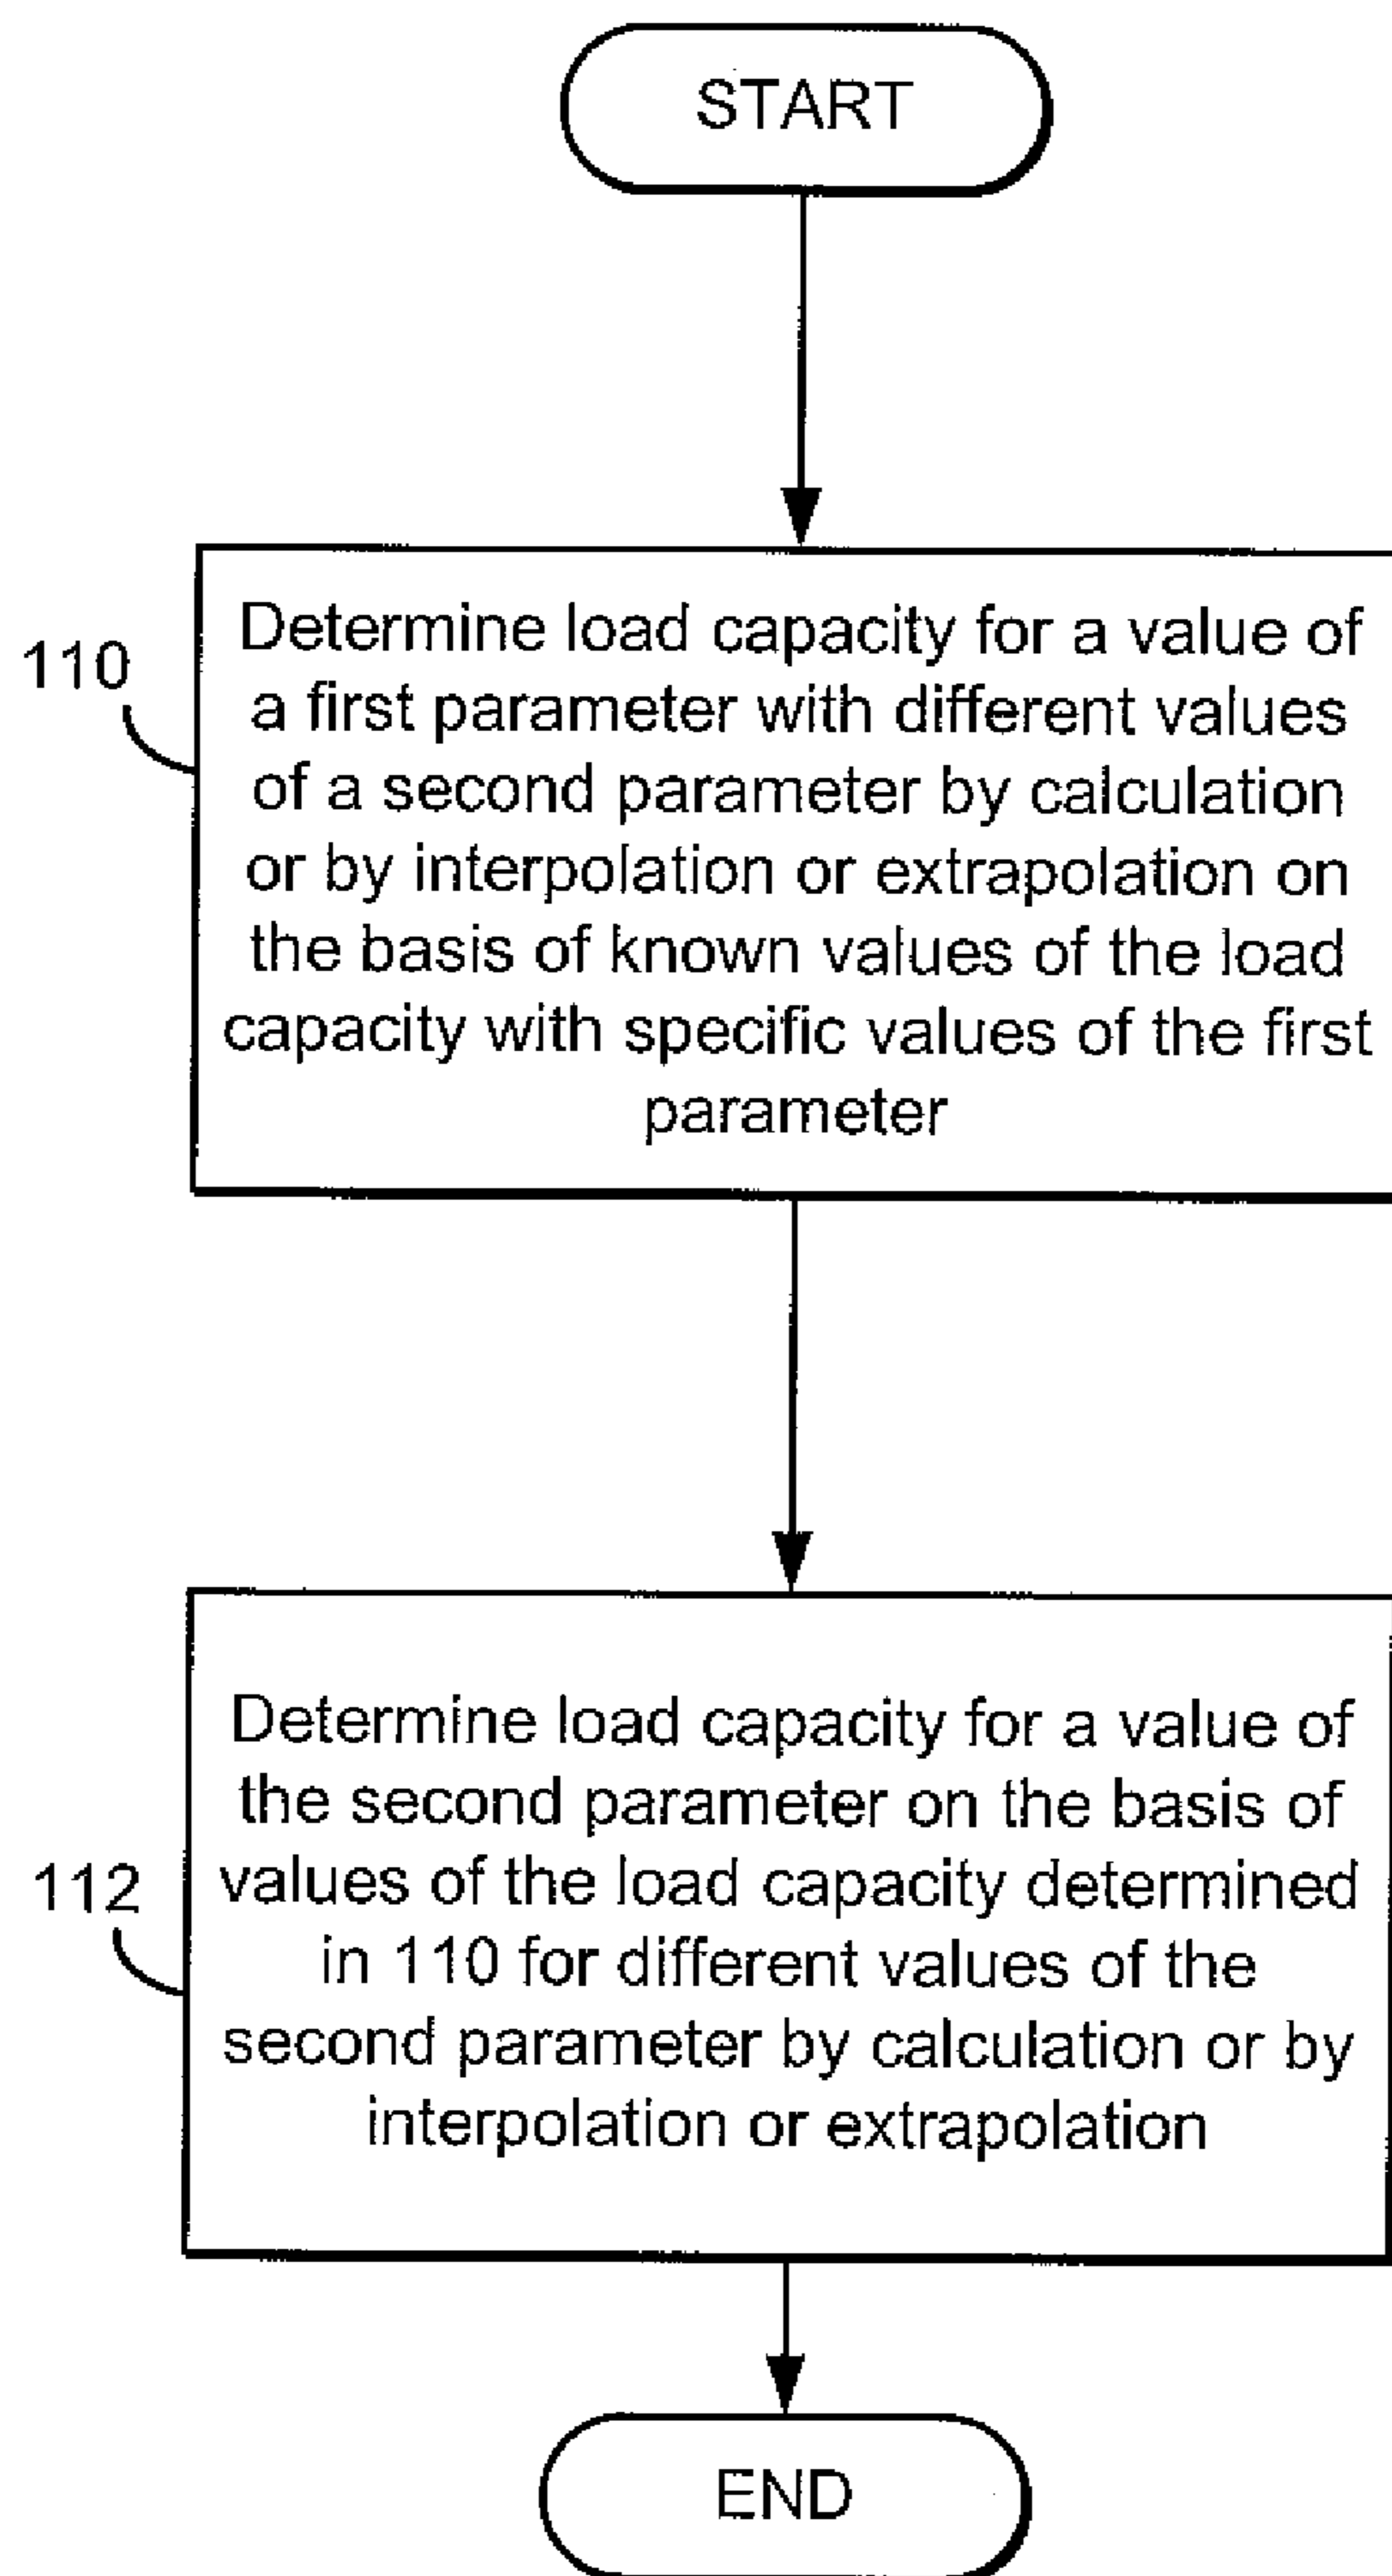 START
110
Determine load capacity for a value of
a first parameter with different values
of a second parameter by calculation
or by interpolation or extrapolation on
the basis of known values of the load
capacity with specific values of the first
parameter
112
Determine load capacity for a value of
the second parameter on the basis of
values of the load capacity determined
in 110 for different values of the
second parameter by calculation or by
interpolation or extrapolation
END